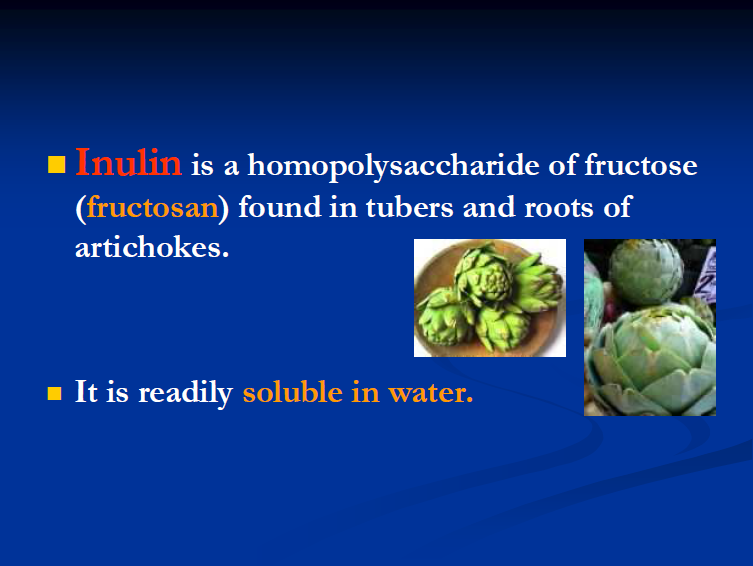 Inulin is a homopolysaccharide of fructose
(fructosan) found in tubers and roots of
artichokes.
It is readily soluble in water.